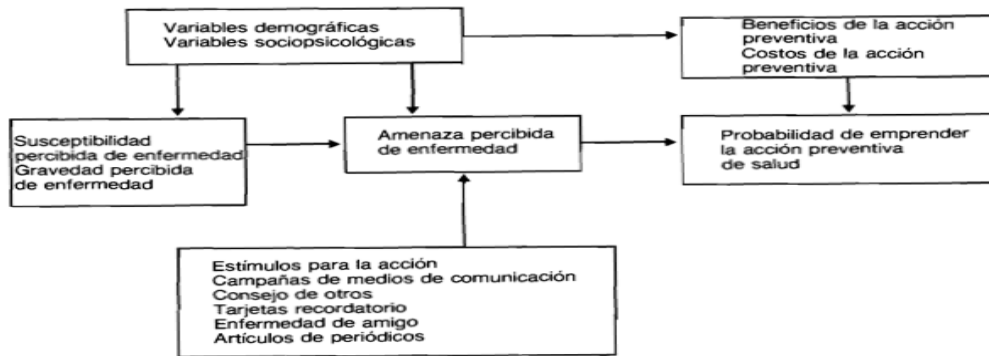 Variables demográficas
Variables sociopsicológicas
Beneficios de la acción
preventiva
Costos de la acción
preventiva
Susceptibilidad
percibida de enfermedad
Gravedad percibida
de enfermedad
Amenaza percibida
de enfermedad
Probabilidad de emprender
la acción preventiva
de salud
Estímulos para la acción
Campañas de medios de comunicación
Consejo de otros
Tarjetas recordatorio
Enfermedad de amigo
Artículos de periódicos